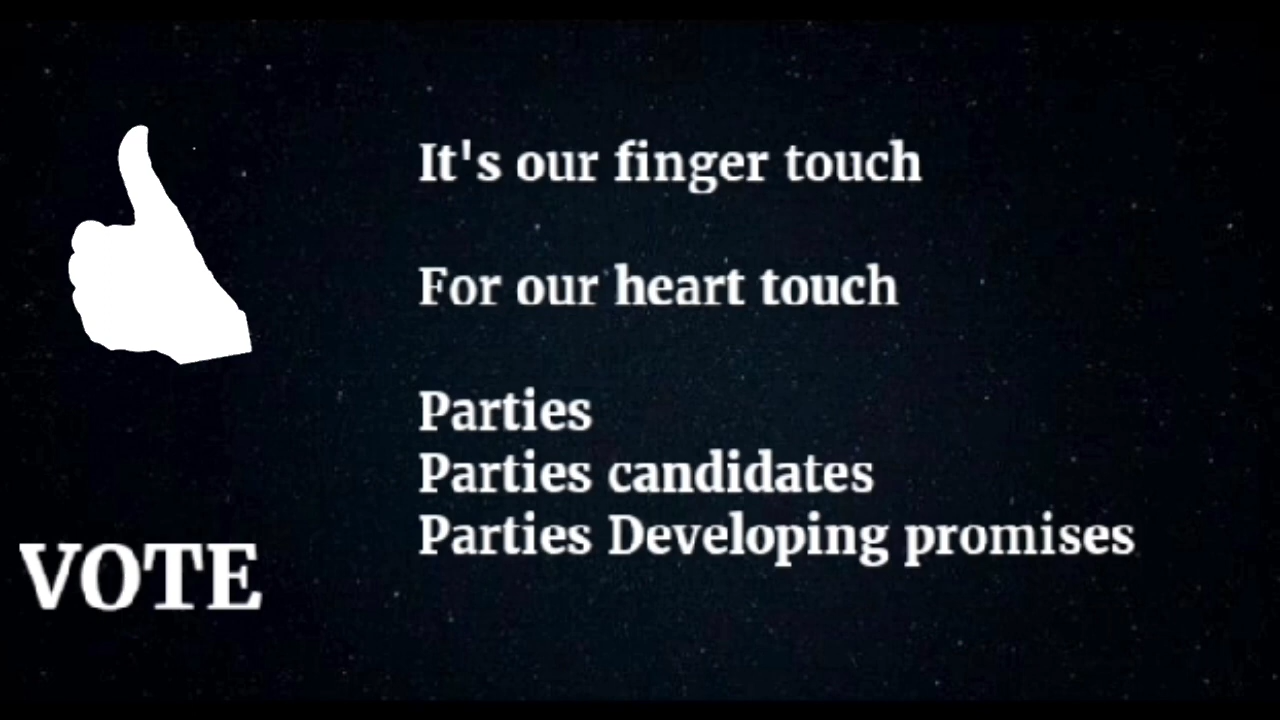 It's our finger touch
For our heart touch
Parties
Parties candidates
Parties Developing promises
VOTE